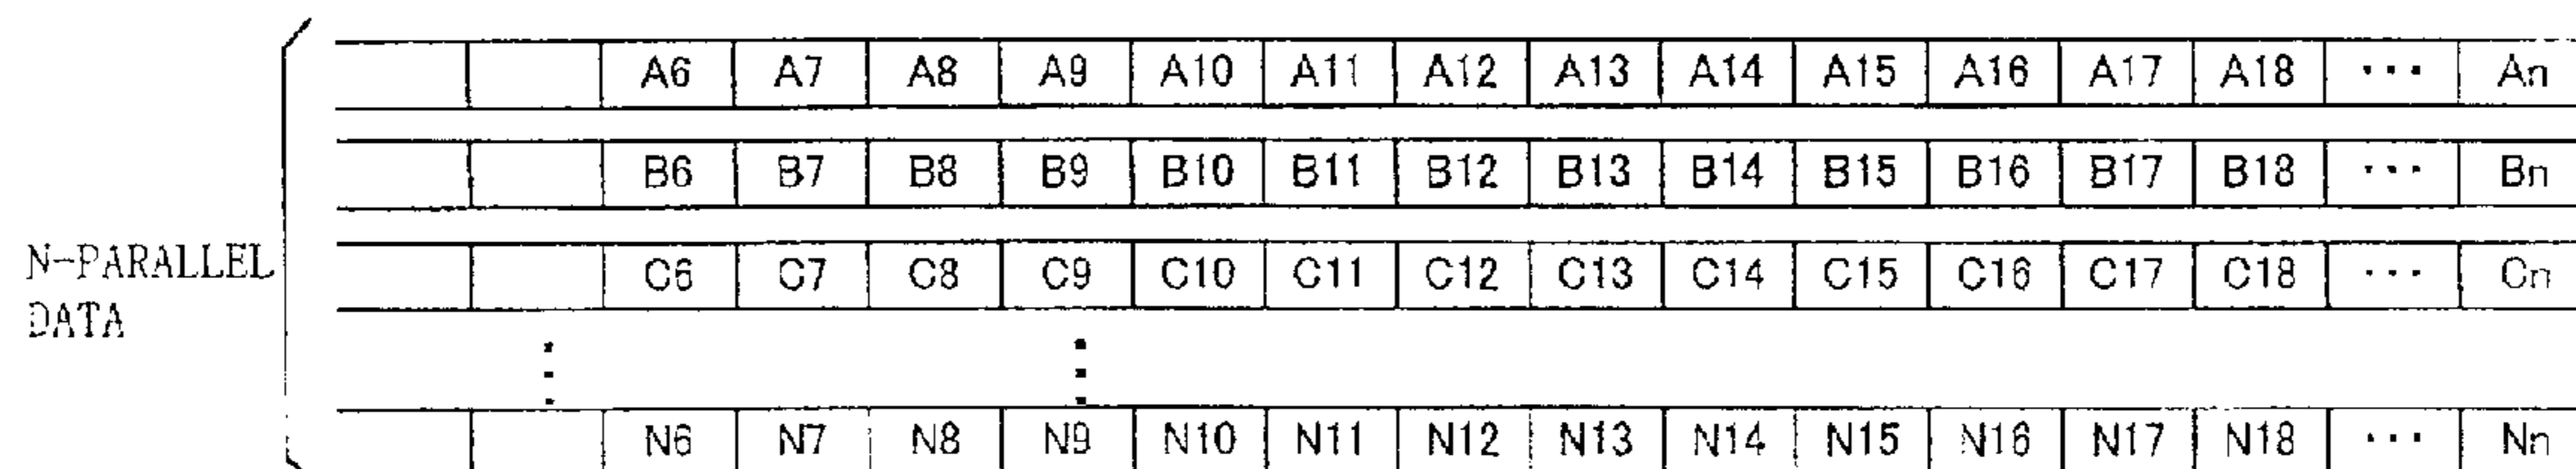 A6 A7 A8 A9 A10 A11 A12 A13 A14 A15 A16 A17 A18 ... An
B6 B7 B8 B9 B10 B11 B12 B13 B14 B15 B16 B17 B18 ... Bn
N-PARALLEL
DATA
C6 C7 C8 C9 C10 C11 C12 C13 C14 C15 C16 C17 C18 ... Cn
N6 N7 N8 N9 N10 N11 N12 N13 N14 N15 N16 N17 N18 ... Nn